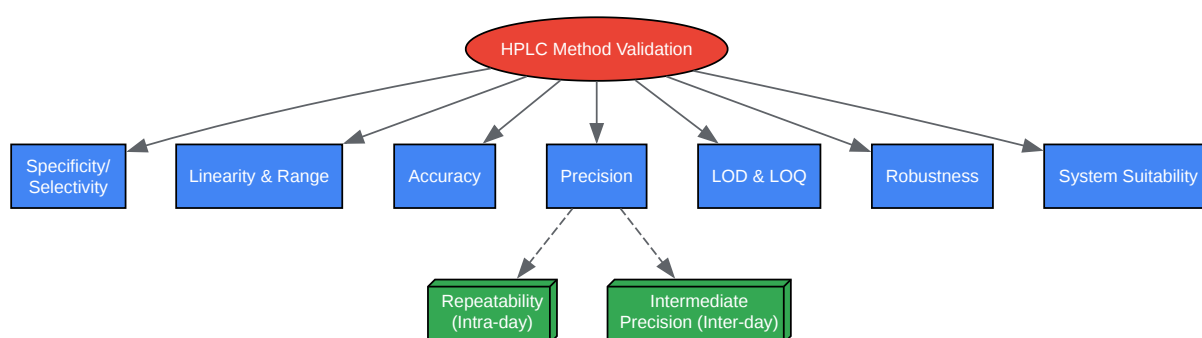 HPLC Method Validation
Specificity/
Selectivity
Linearity & Range
Accuracy
Precision
LOD & LOQ
Robustness
System Suitability
Repeatability
(Intra-day)
Intermediate
Precision (Inter-day)